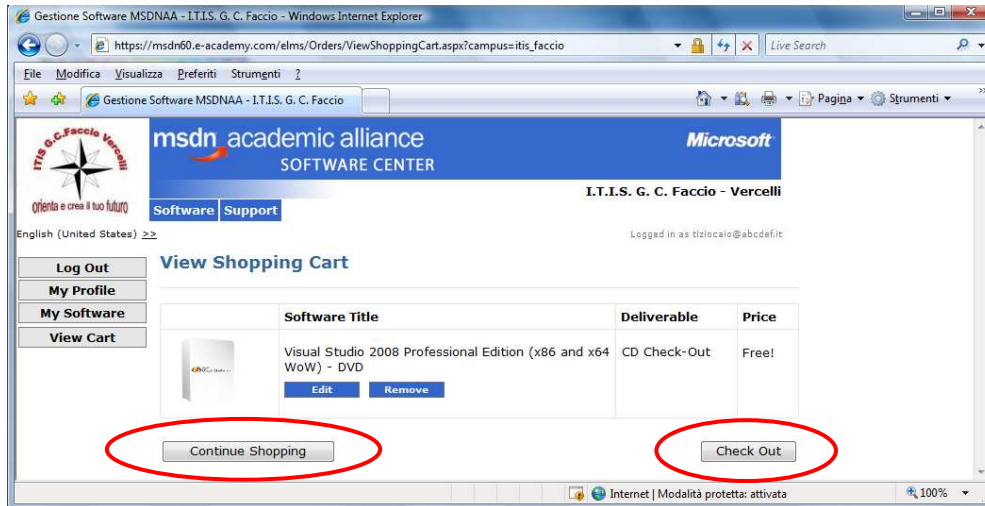 Gestione Software MSDNAA - I.T.I.S. G. C. Faccio - Windows Internet Explorer
https://msdn60.e-academy.com/elms/Orders/ViewShoppingCart.aspx?campus=itis_faccio
Live Search
File Modifica Visualizza Preferiti Strumenti ?
Gestione Software MSDNAA - I.T.I.S. G. C. Faccio
Pagina Strumenti »
ITIS G.C.Faccio Vercelli
orienta e crea il tuo futuro
msdn academic alliance
SOFTWARE CENTER
Microsoft
I.T.I.S. G. C. Faccio - Vercelli
Software Support
English (United States) >>
Logged in as tiziocaio@abcdef.it
Log Out
My Profile
My Software
View Cart
View Shopping Cart
Software Title Deliverable Price
Visual Studio 2008 Professional Edition (x86 and x64 CD Check-Out Free!
WoW) - DVD
Edit Remove
Continue Shopping Check Out
Internet | Modalità protetta: attivata 100%